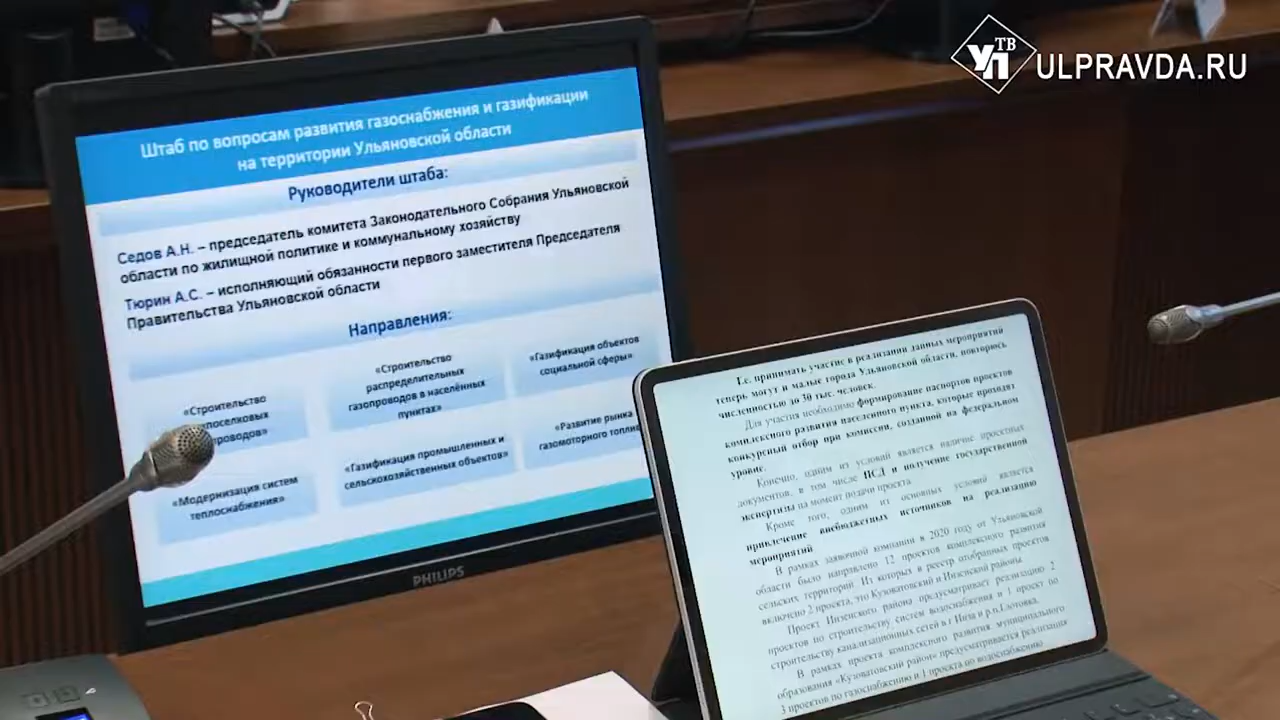 УП ТВ
ULPRAVDA.RU
Штаб по вопросам развития газоснабжения и газификации
на территории Ульяновской области
Руководители штаба:
Седов А.Н. – председатель комитета Законодательного Собрания Ульяновской
области по жилищной политике и коммунальному хозяйству
Тюрин А.С. – исполняющий обязанности первого заместителя Председателя
Правительства Ульяновской области
Направления:
«Строительство
поселковых
проводов»
«Строительство
распределительных
газопроводов в населённых
пунктах»
«Газификация объектов
социальной сферы»
«Модернизация систем
теплоснабжения»
«Газификация промышленных и
сельскохозяйственных объектов»
«Развитие рынка
газомоторного топлив
PHILIPS
Т.е. принимать участие в реализации данных мероприятий
теперь могут и малые города Ульяновской области, повторюсь
численностью до 30 тыс. человек.
Для участия необходимо формирование паспортов проектов
комплексного развития населенного пункта, которые проходят
конкурсный отбор при комиссии, созданной на федеральном
уровне.
Конечно, одним из условий является наличие проектных
документов, в том числе ПСД и получение государственной
экспертизы на момент подачи проекта.
Кроме того, одним из основных условий является
привлечение внебюджетных источников на реализацию
мероприятий
В рамках заявочной компании в 2020 году от Ульяновской
области было направлено 12 проектов комплексного развития
сельских территорий. Из которых в реестр отобранных проектов
включено 2 проекта, это Кузоватовский и Инзенский районы.
Проект Инзенского района предусматривает реализацию 2
проектов по строительству систем водоснабжения и 1 проект по
строительству канализационных сетей в г Инза и р.п.Глотовка.
В рамках проекта комплексного развития муниципального
образования «Кузоватовский район» предусматривается реализация
3 проектов по газоснабжению и 1 проекта по водоснабжению